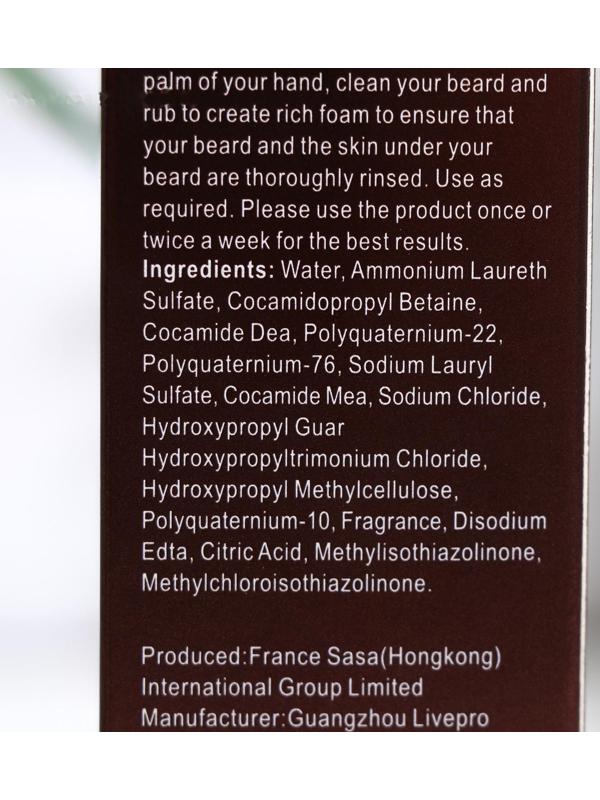 palm of your hand, clean your beard and
rub to create rich foam to ensure that
your beard and the skin under your
beard are thoroughly rinsed. Use as
required. Please use the product once or
twice a week for the best results.
Ingredients: Water, Ammonium Laureth
Sulfate, Cocamidopropyl Betaine,
Cocamide Dea, Polyquaternium-22,
Polyquaternium-76, Sodium Lauryl
Sulfate, Cocamide Mea, Sodium Chloride,
Hydroxypropyl Guar
Hydroxypropyltrimonium Chloride,
Hydroxypropyl Methylcellulose,
Polyquaternium-10, Fragrance, Disodium
Edta, Citric Acid, Methylisothiazolinone,
Methylchloroisothiazolinone.
Produced:France Sasa(Hongkong)
International Group Limited
Manufacturer:Guangzhou Livepro